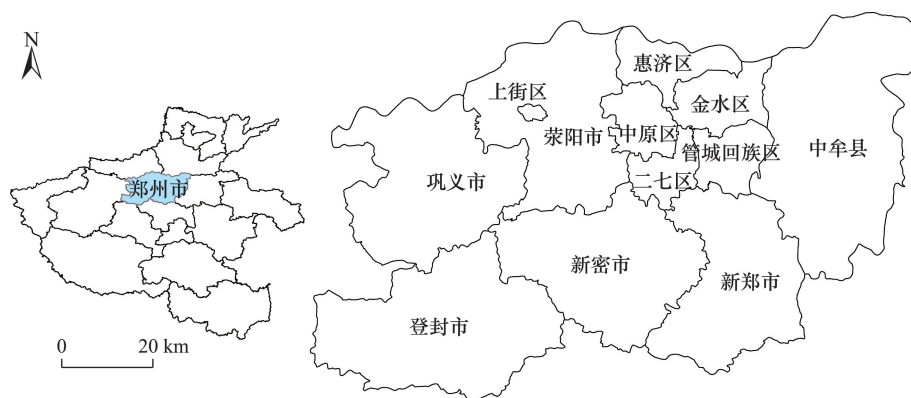 N
郑州市
0 20 km
惠济区
上街区
金水区
荥阳市
中原区
管城回族区
中牟县
巩义市
二七区
新密市
新郑市
登封市